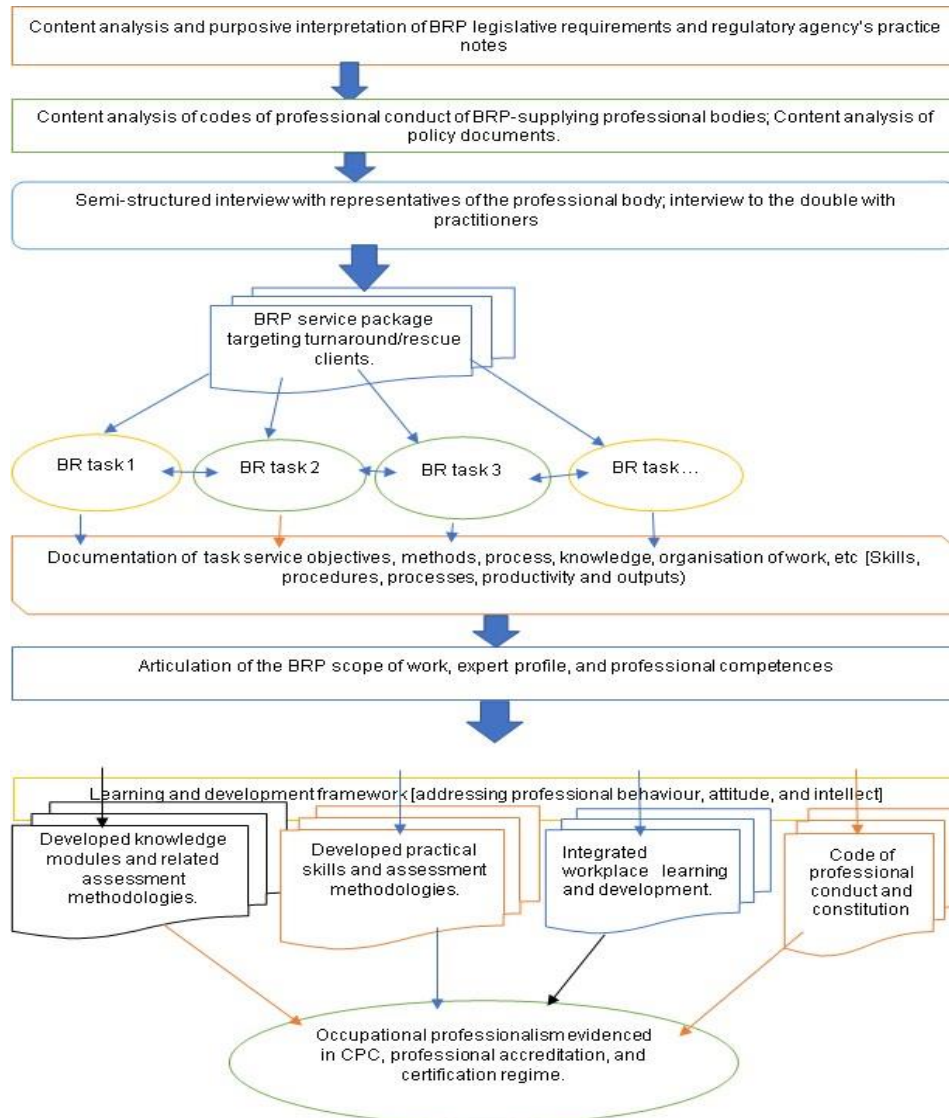 Content analysis and purposive interpretation of BRP legislative requirements and regulatory agency's practice
notes
Content analysis of codes of professional conduct of BRP-supplying professional bodies; Content analysis of
policy documents.
Semi-structured interview with representatives of the professional body; interview to the double with
practitioners
BRP service package
targeting turnaround/rescue
clients.
BR task 1
BR task 2
BR task 3
BR task ...
Documentation of task service objectives, methods, process, knowledge, organisation of work, etc [Skills,
procedures, processes, productivity and outputs)
Articulation of the BRP scope of work, expert profile, and professional competences
Learning and development framework [addressing professional behaviour, attitude, and intellect]
Developed knowledge
modules and related
assessment
methodologies.
Developed practical
skills and assessment
methodologies.
Integrated
workplace learning
and development.
Code of
professional
conduct and
constitution
Occupational professionalism evidenced
in CPC, professional accreditation, and
certification regime.